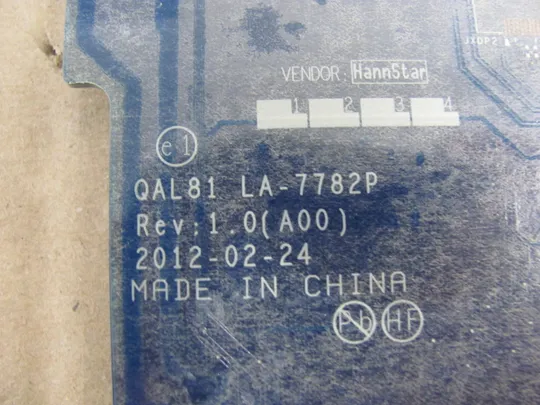 JXDP2
VENDOR: HannStar
1 2 3 4
e1
QAL81 LA-7782P
Rev:1.0(A00)
2012-02-24
MADE IN CHINA
Pb HF